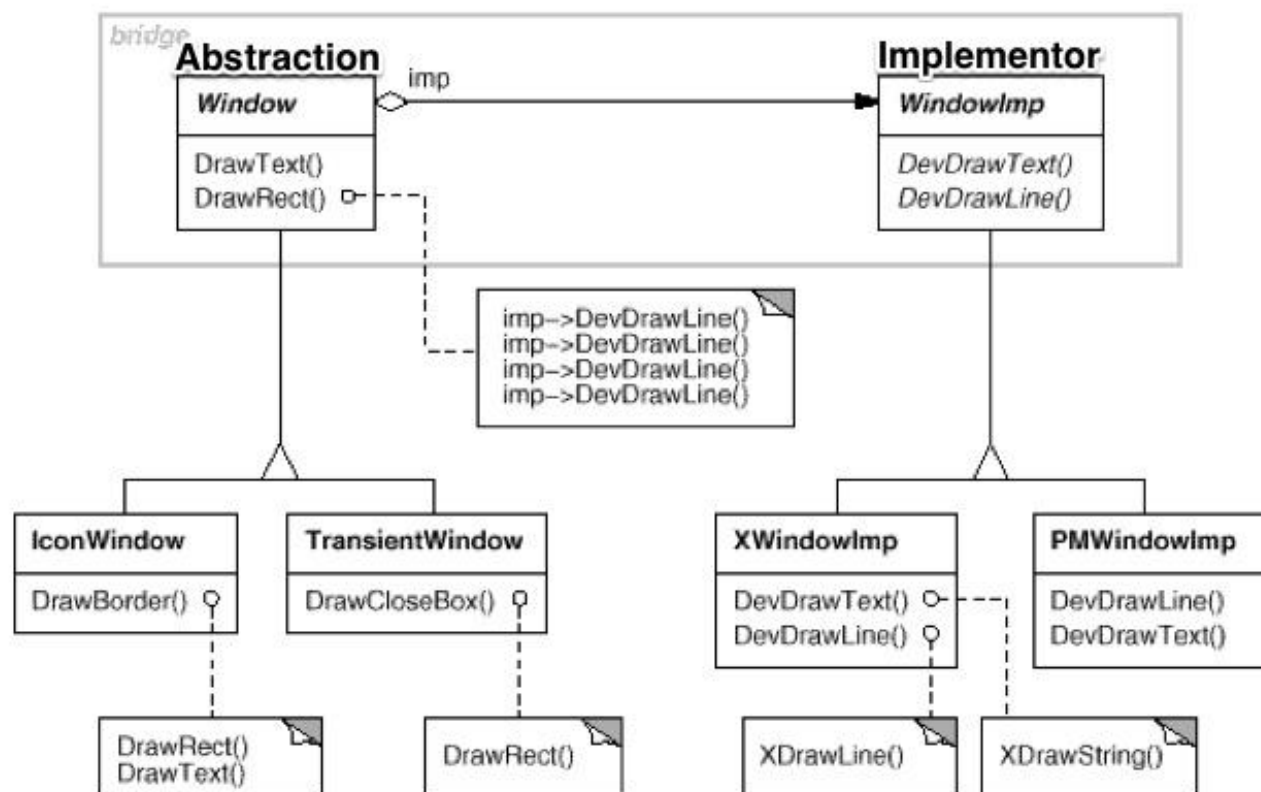 bridge
Abstraction
imp
Implementor
Window
WindowImp
DrawText()
DrawRect()
DevDrawText()
DevDrawLine()
imp->DevDrawLine()
imp->DevDrawLine()
imp->DevDrawLine()
imp->DevDrawLine()
IconWindow
DrawBorder()
TransientWindow
DrawCloseBox()
XWindowImp
DevDrawText()
DevDrawLine()
PMWindowImp
DevDrawLine()
DevDrawText()
DrawRect()
DrawText()
DrawRect()
XDrawLine()
XDrawString()